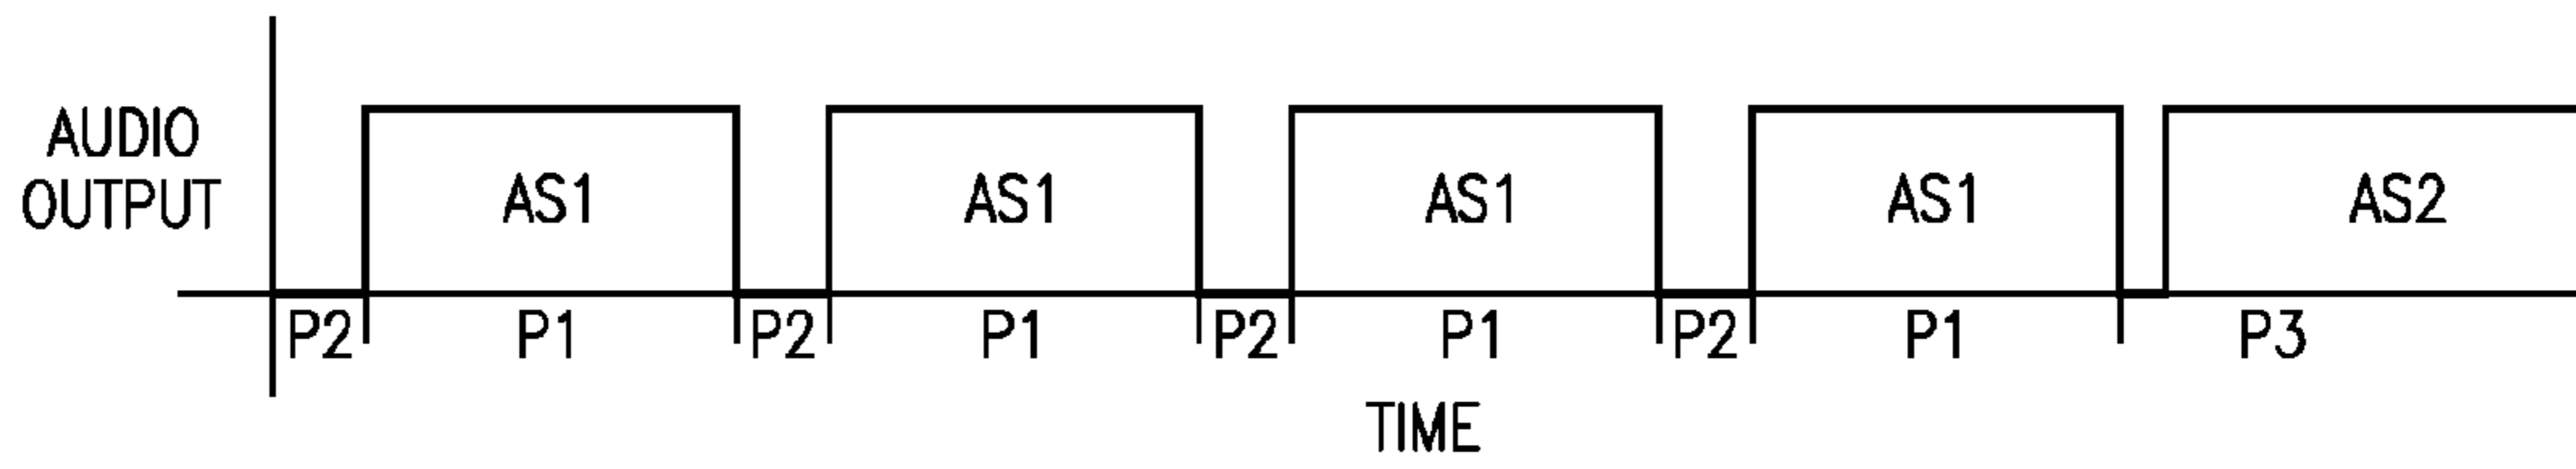 AUDIO
OUTPUT
AS1 AS1 AS1 AS1 AS2
P2 P1 P2 P1 P2 P1 P2 P1 P3
TIME